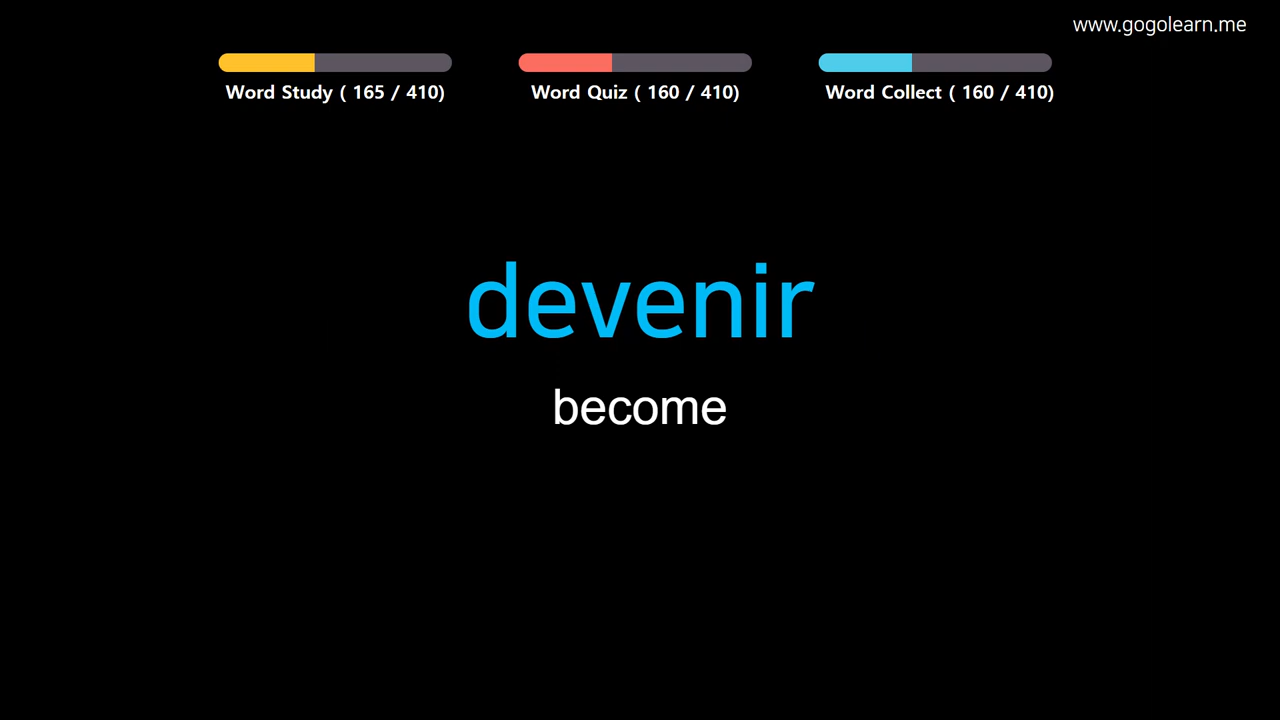 www.gogolearn.me
Word Study ( 165 / 410)
Word Quiz ( 160 / 410)
Word Collect ( 160 / 410)
devenir
become